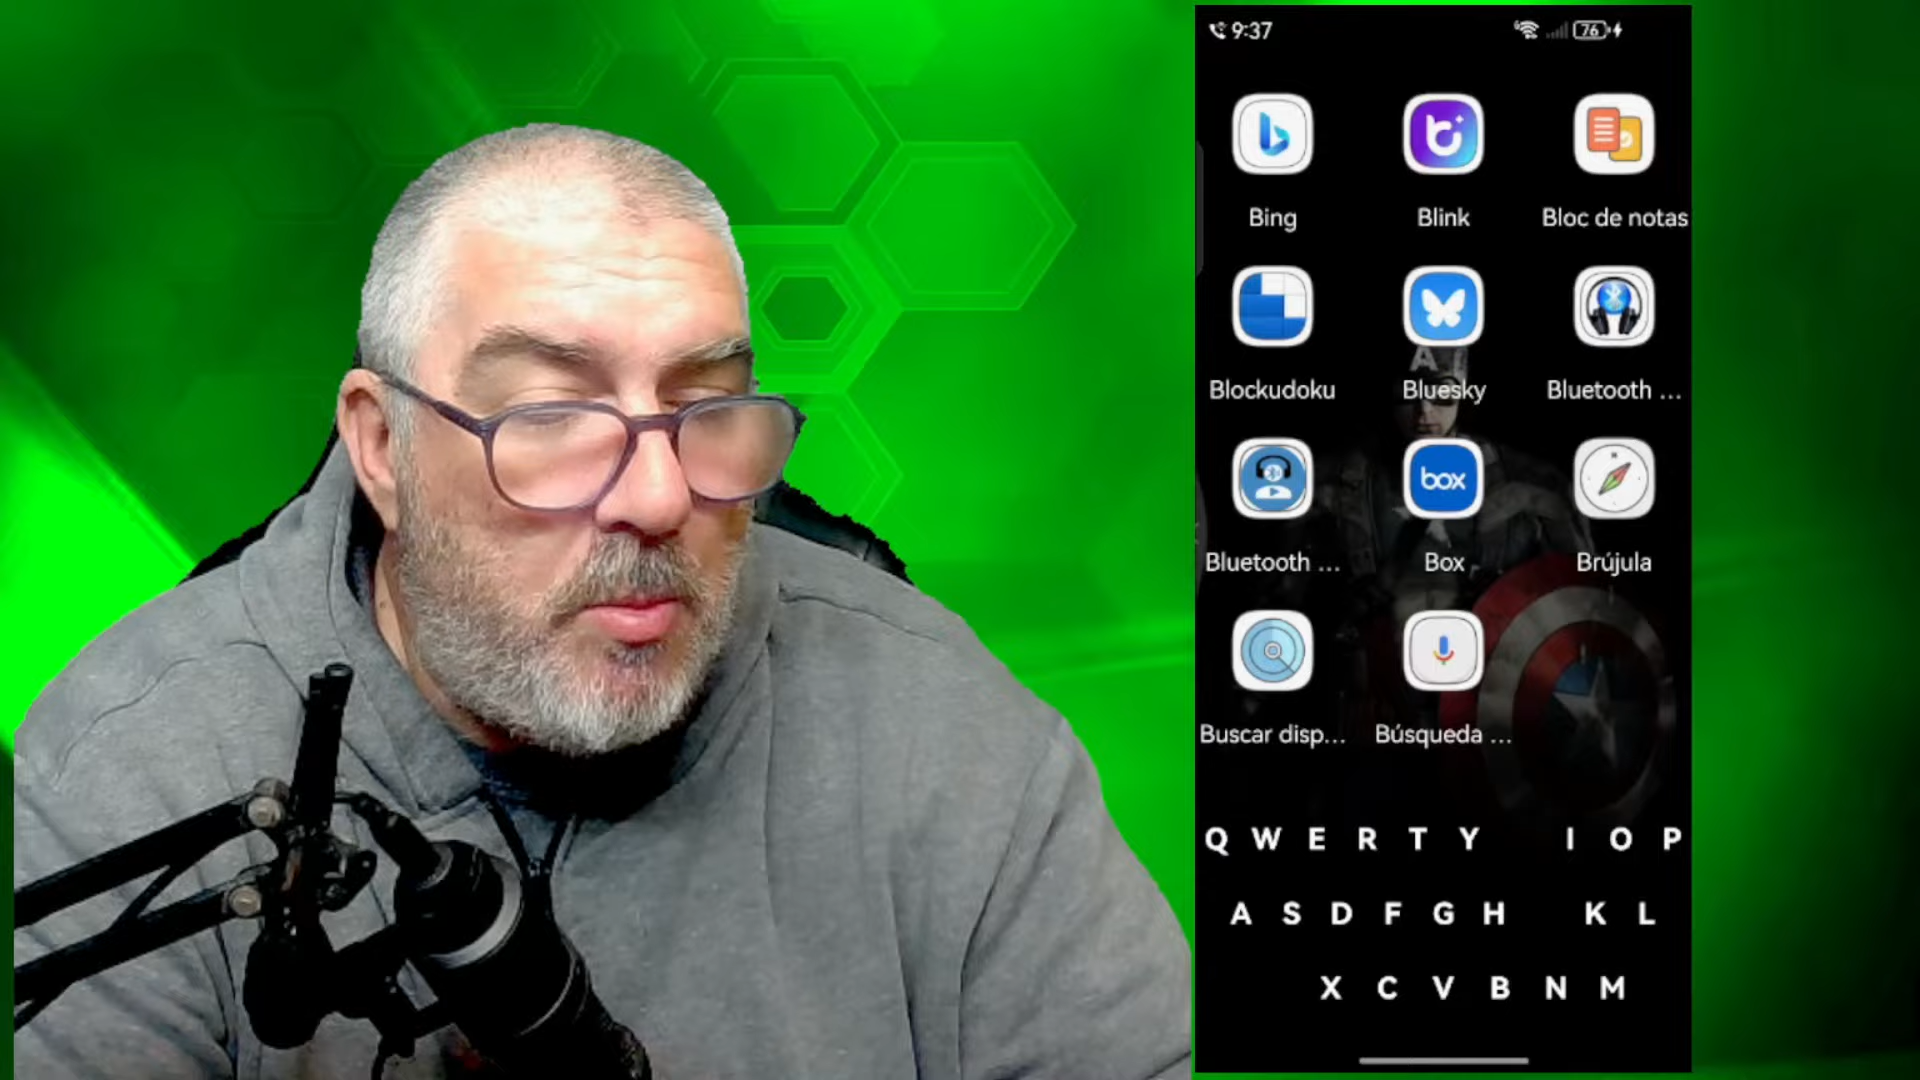 9:37
76
Bing
Blink
Bloc de notas
Blockudoku
Bluesky
Bluetooth ...
box
Bluetooth ...
Box
Brújula
Buscar disp...
Búsqueda ...
Q W E R T Y I O P
A S D F G H K L
X C V B N M
A